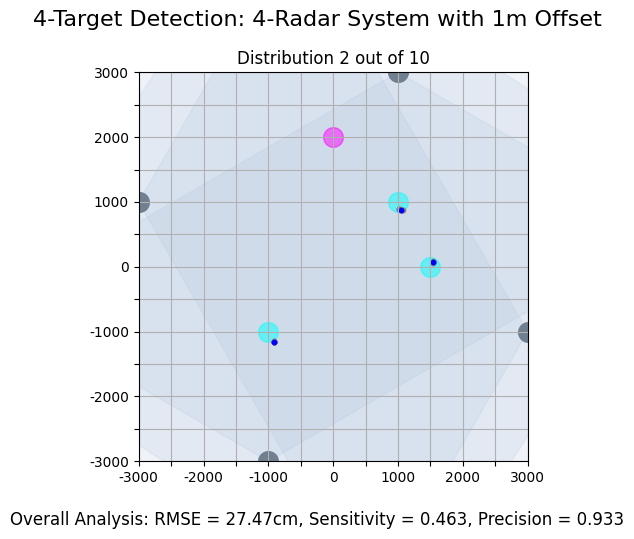 4-Target Detection: 4-Radar System with 1m Offset
Distribution 2 out of 10
3000
2000
1000
0
-1000
-2000
-3000
-3000 -2000 -1000 0 1000 2000 3000
Overall Analysis: RMSE = 27.47cm, Sensitivity = 0.463, Precision = 0.933